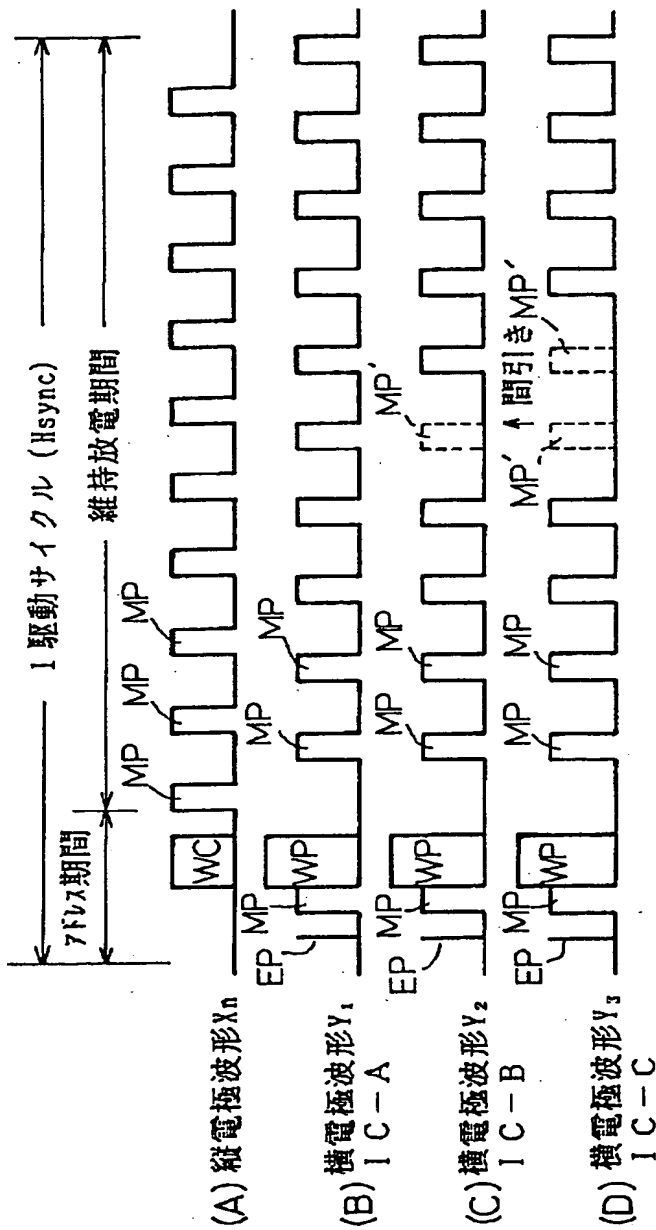 1駆動サイクル (Hsync)
アドレス期間
維持放電期間
(A) 縦電極波形Xn
WC
MP
MP
MP
(B) 横電極波形Y₁
IC-A
EP
MP
WP
MP
MP
(C) 横電極波形Y₂
IC-B
EP
MP
WP
MP
MP
MP'
(D) 横電極波形Y₃
IC-C
EP
MP
WP
MP
MP
MP'
↑間引き
MP'